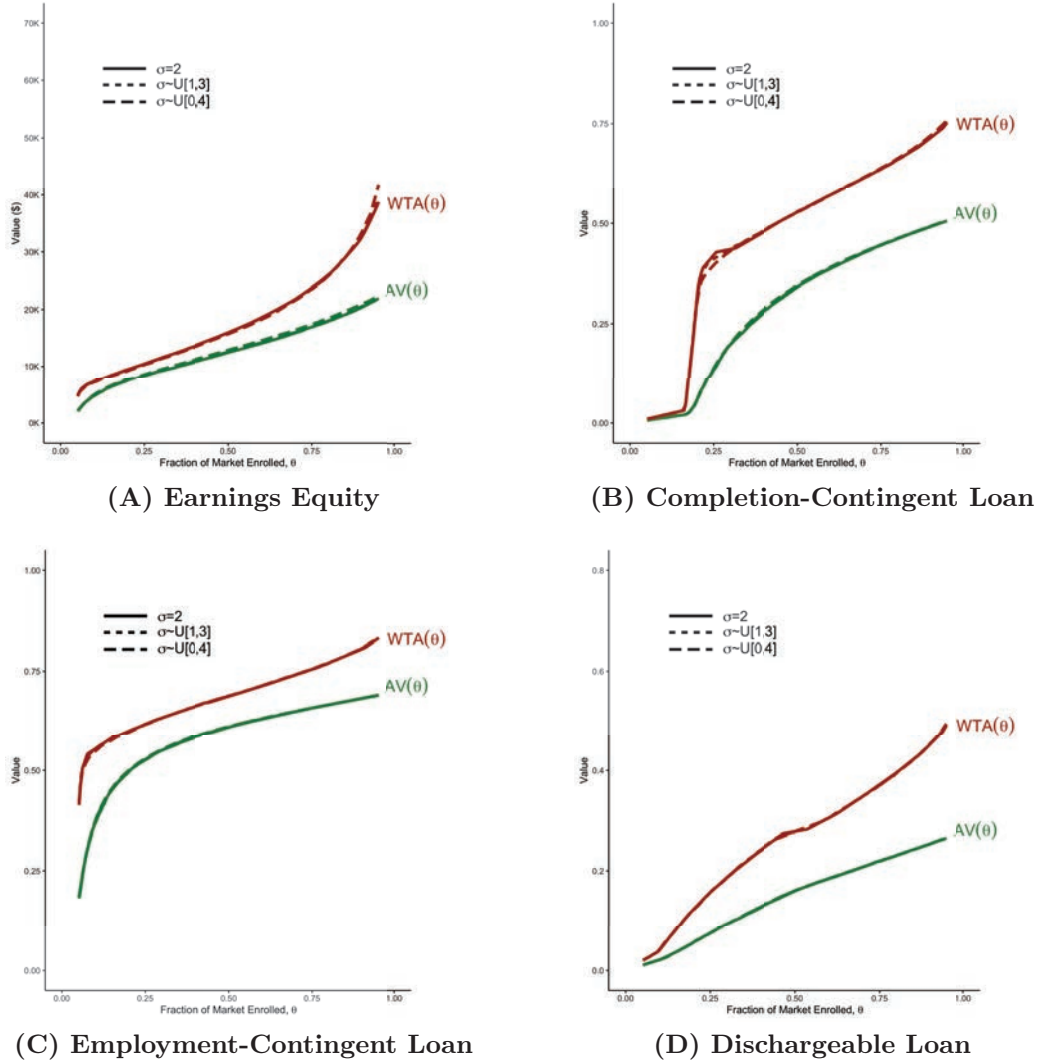 70K
60K
50K
40K
30K
20K
10K
0K
Value ($)
σ=2
σ~U[1,3]
σ~U[0,4]
WTA(θ)
AV(θ)
0.00 0.25 0.50 0.75 1.00
Fraction of Market Enrolled, θ
(A) Earnings Equity
1.00
0.75
0.50
0.25
0.00
Value
σ=2
σ~U[1,3]
σ~U[0,4]
WTA(θ)
AV(θ)
0.00 0.25 0.50 0.75 1.00
Fraction of Market Enrolled, θ
(B) Completion-Contingent Loan
1.00
0.75
0.50
0.25
0.00
Value
σ=2
σ~U[1,3]
σ~U[0,4]
WTA(θ)
AV(θ)
0.00 0.25 0.50 0.75 1.00
Fraction of Market Enrolled, θ
(C) Employment-Contingent Loan
0.8
0.6
0.4
0.2
0.0
Value
σ=2
σ~U[1,3]
σ~U[0,4]
WTA(θ)
AV(θ)
0.00 0.25 0.50 0.75 1.00
Fraction of Market Enrolled, θ
(D) Dischargeable Loan